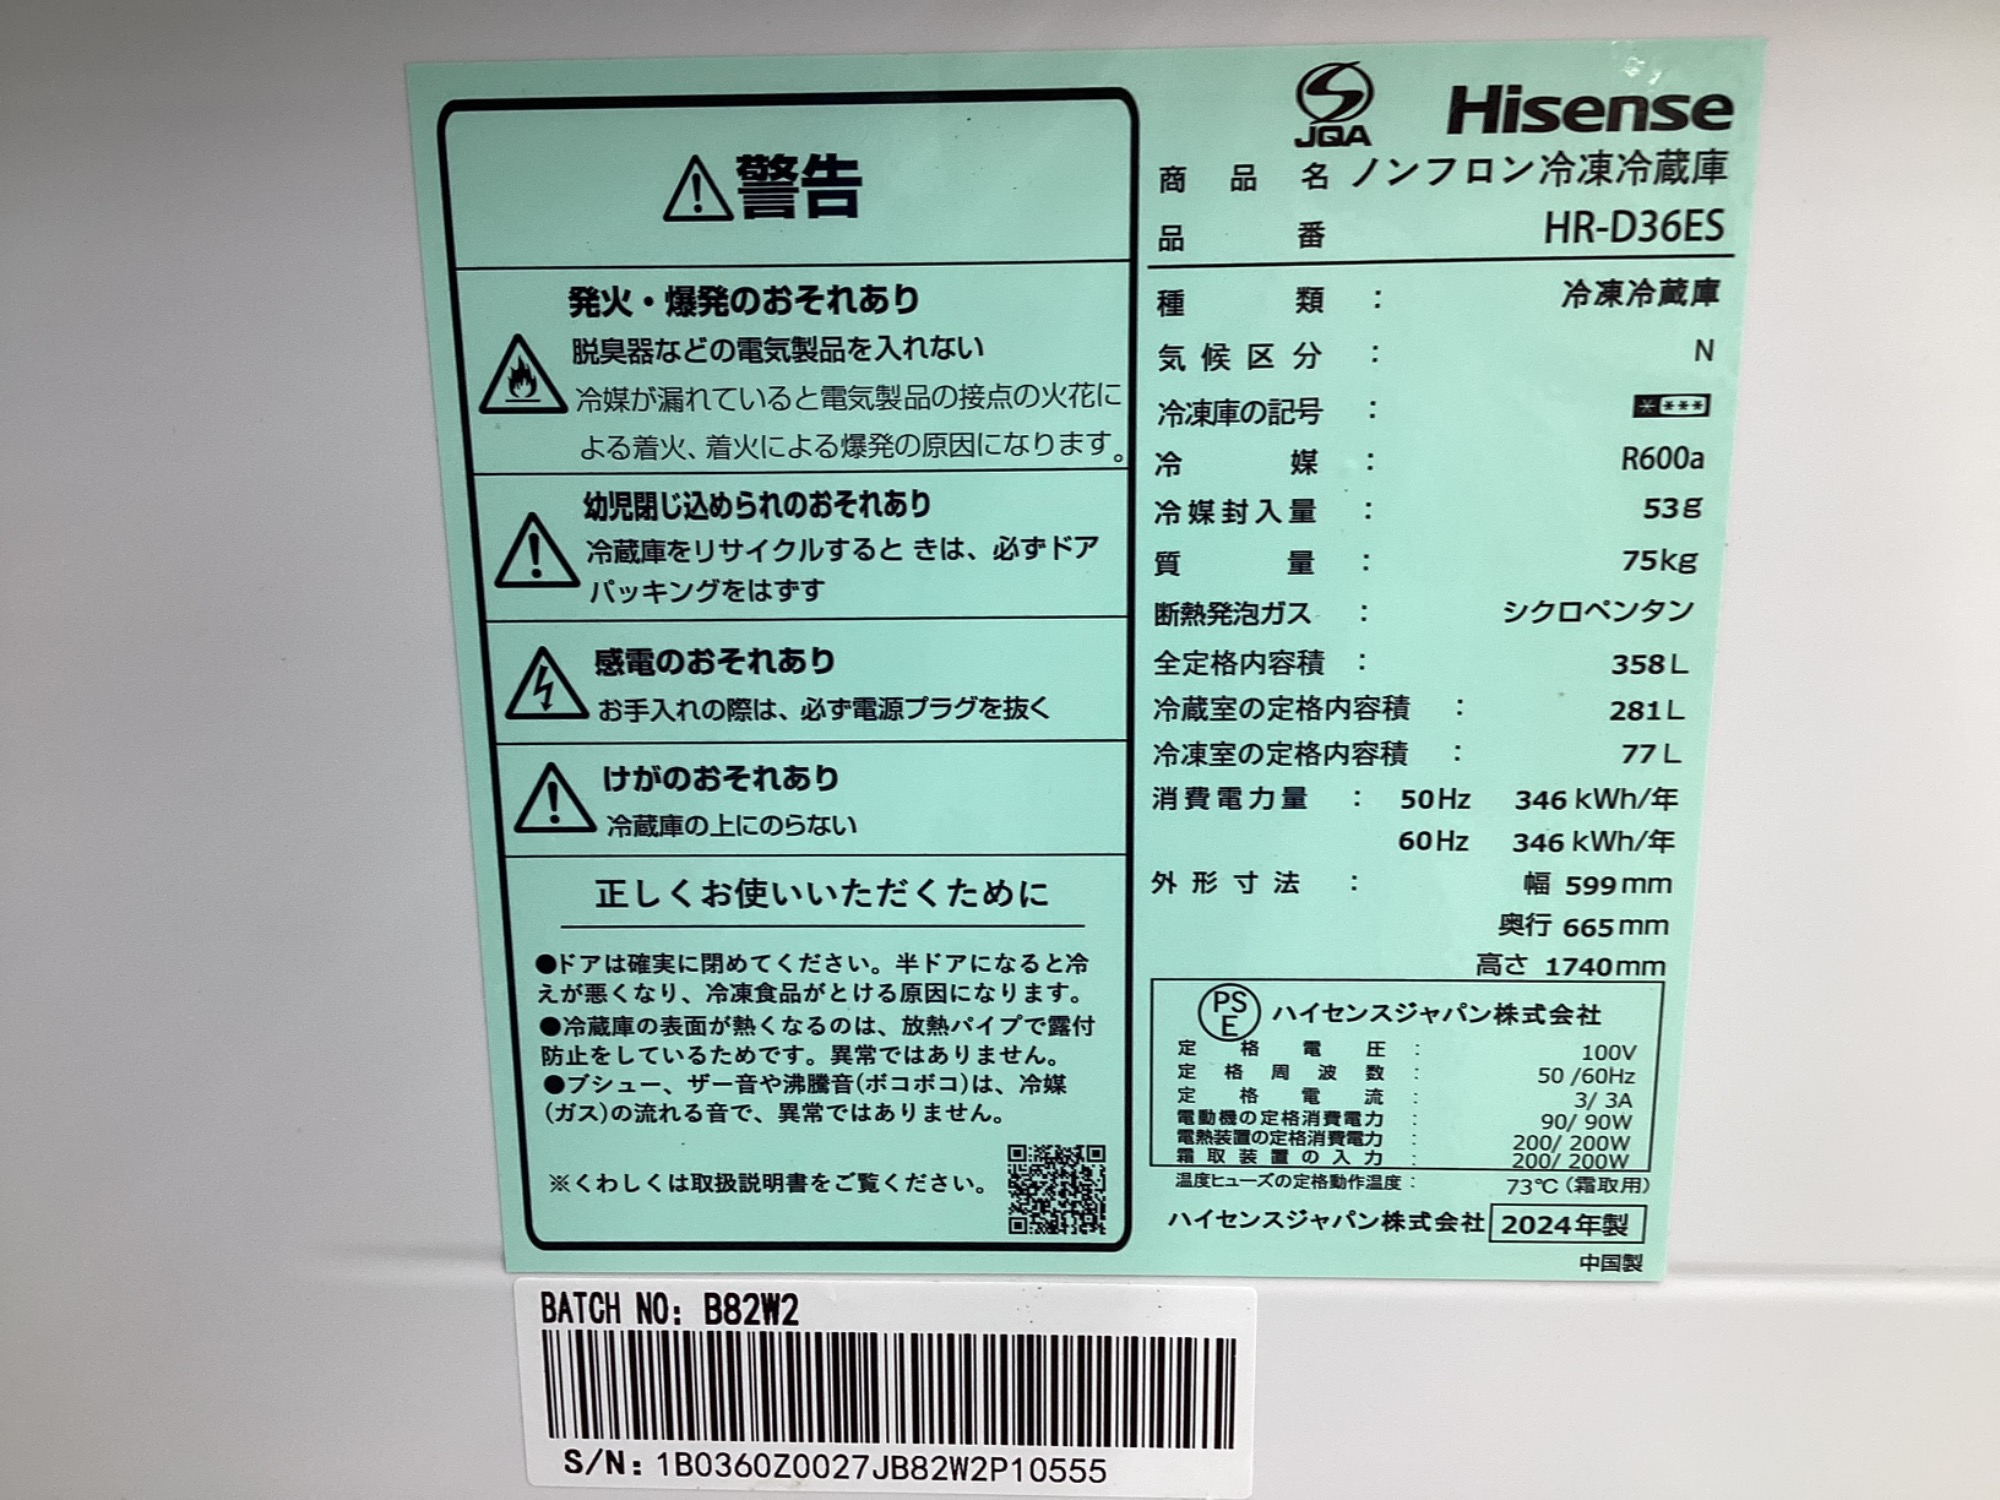 警告
発火・爆発のおそれあり
脱臭器などの電気製品を入れない
冷媒が漏れていると電気製品の接点の火花に
よる着火、着火による爆発の原因になります。
幼児閉じ込められのおそれあり
冷蔵庫をリサイクルすると きは、必ずドア
パッキングをはずす
感電のおそれあり
お手入れの際は、必ず電源プラグを抜く
けがのおそれあり
冷蔵庫の上にのらない
正しくお使いいただくために
●ドアは確実に閉めてください。半ドアになると冷
えが悪くなり、冷凍食品がとける原因になります。
●冷蔵庫の表面が熱くなるのは、放熱パイプで露付
防止をしているためです。異常ではありません。
●ブシュー、ザー音や沸騰音(ボコボコ)は、冷媒
(ガス)の流れる音で、異常ではありません。
※くわしくは取扱説明書をご覧ください。
JQA Hisense
商品名 ノンフロン冷凍冷蔵庫
品番 HR-D36ES
種類 : 冷凍冷蔵庫
気候区分 : N
冷凍庫の記号 : ****
冷媒 : R600a
冷媒封入量 : 53g
質量 : 75kg
断熱発泡ガス : シクロペンタン
全定格内容積 : 358L
冷蔵室の定格内容積 : 281L
冷凍室の定格内容積 : 77L
消費電力量 : 50Hz 346 kWh/年
60Hz 346 kWh/年
外形寸法 : 幅 599mm
奥行 665mm
高さ 1740mm
PSE ハイセンスジャパン株式会社
定格電圧 : 100V
定格周波数 : 50 /60Hz
定格電流 : 3/ 3A
電動機の定格消費電力 : 90/ 90W
電熱装置の定格消費電力 : 200/ 200W
霜取装置の入力 : 200/ 200W
温度ヒューズの定格動作温度 : 73℃(霜取用)
ハイセンスジャパン株式会社 2024年製
中国製
BATCH NO: B82W2
S/N: 1B0360Z0027JB82W2P10555